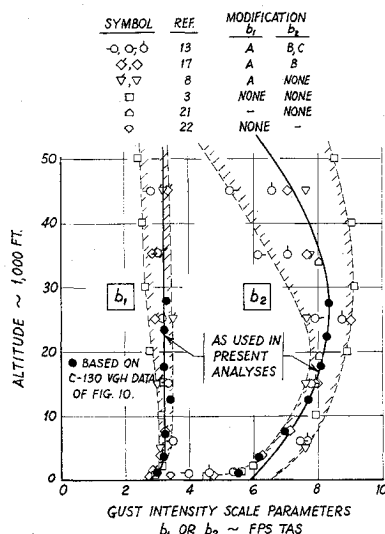 SYMBOL REF. MODIFICATION
b₁ b₂
13 A B, C
17 A B
8 A NONE
3 NONE NONE
21 - NONE
22 NONE -
50
40
30
20
10
0
ALTITUDE ~ 1,000 FT.
b₁
b₂
AS USED IN
PRESENT
ANALYSES
● BASED ON
C-130 VGH DATA
OF FIG. 10.
0 2 4 6 8 10
GUST INTENSITY SCALE PARAMETERS
b₁ OR b₂ ~ FPS TAS